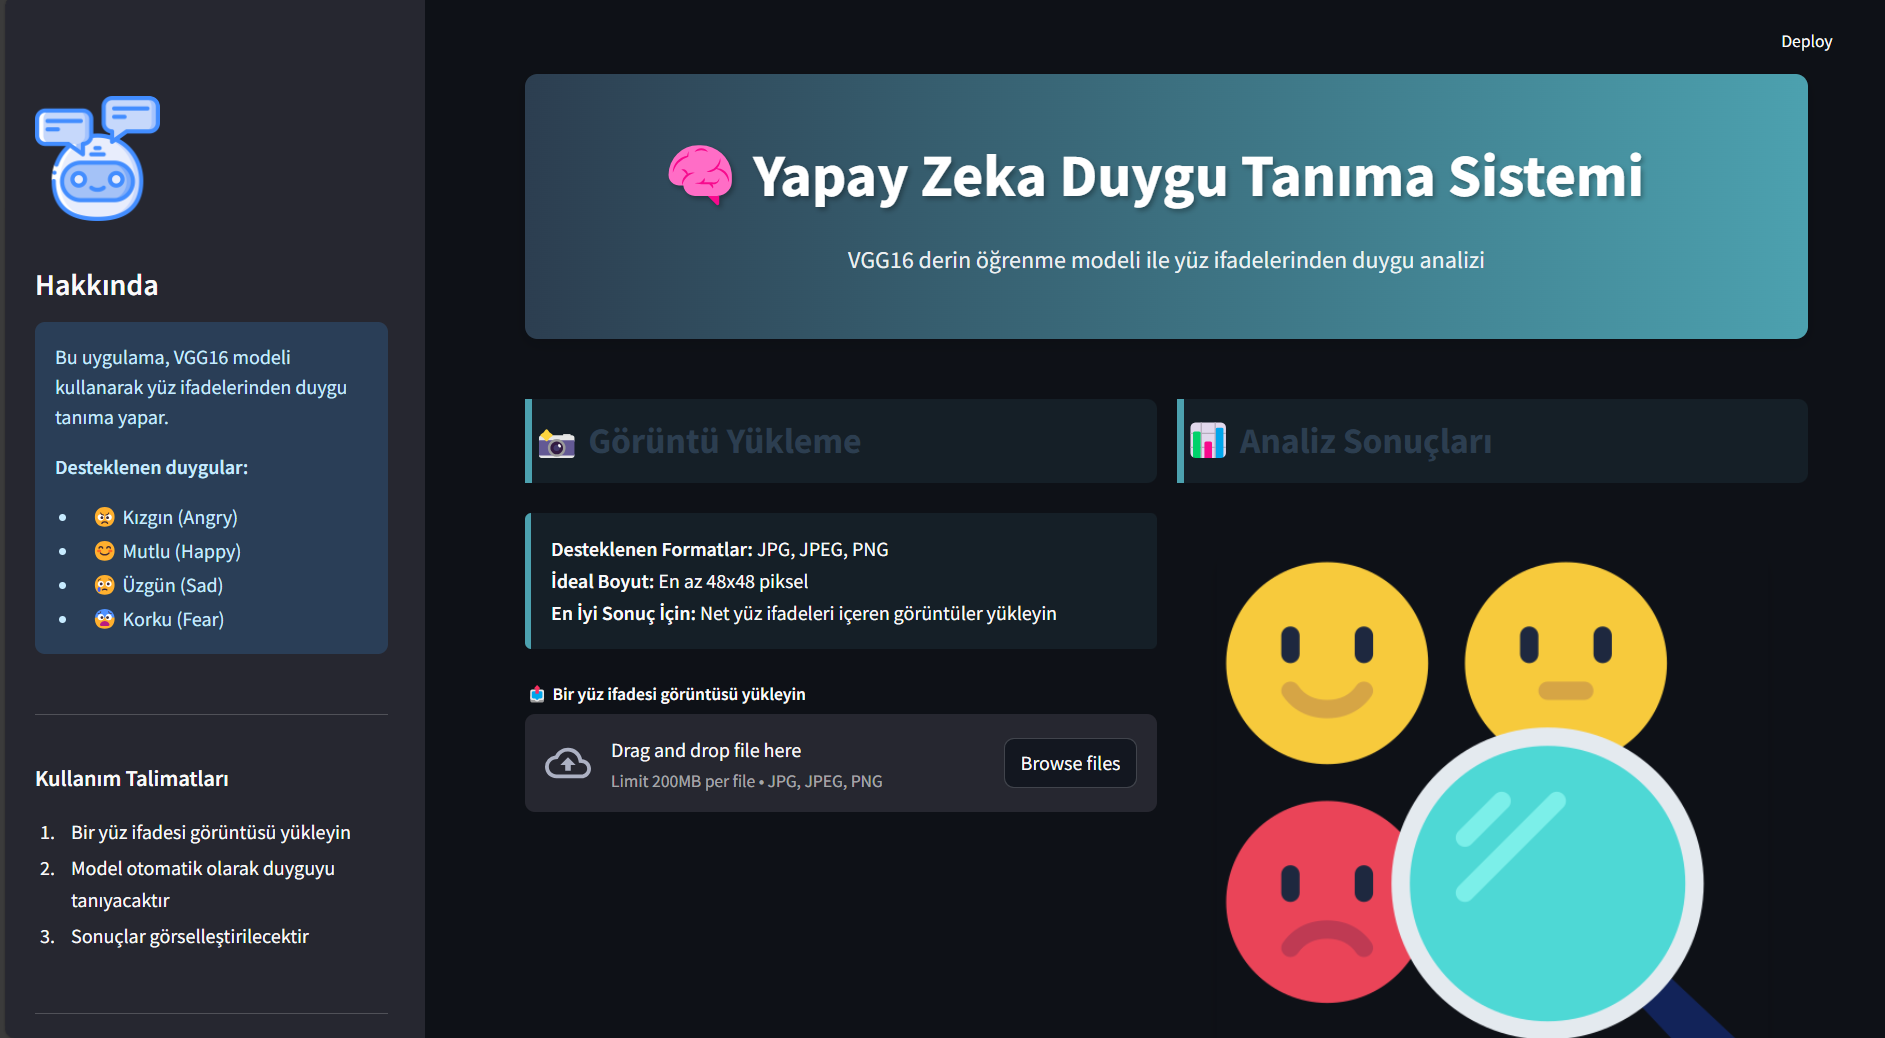 Deploy
Hakkında
Bu uygulama, VGG16 modeli
kullanarak yüz ifadelerinden duygu
tanıma yapar.
Desteklenen duygular:
😠 Kızgın (Angry)
😊 Mutlu (Happy)
😢 Üzgün (Sad)
😨 Korku (Fear)
Kullanım Talimatları
1. Bir yüz ifadesi görüntüsü yükleyin
2. Model otomatik olarak duyguyu
tanıyacaktır
3. Sonuçlar görselleştirilecektir
🧠 Yapay Zeka Duygu Tanıma Sistemi
VGG16 derin öğrenme modeli ile yüz ifadelerinden duygu analizi
📸 Görüntü Yükleme
Desteklenen Formatlar: JPG, JPEG, PNG
İdeal Boyut: En az 48x48 piksel
En İyi Sonuç İçin: Net yüz ifadeleri içeren görüntüler yükleyin
📤 Bir yüz ifadesi görüntüsü yükleyin
Drag and drop file here
Limit 200MB per file • JPG, JPEG, PNG
Browse files
📊 Analiz Sonuçları